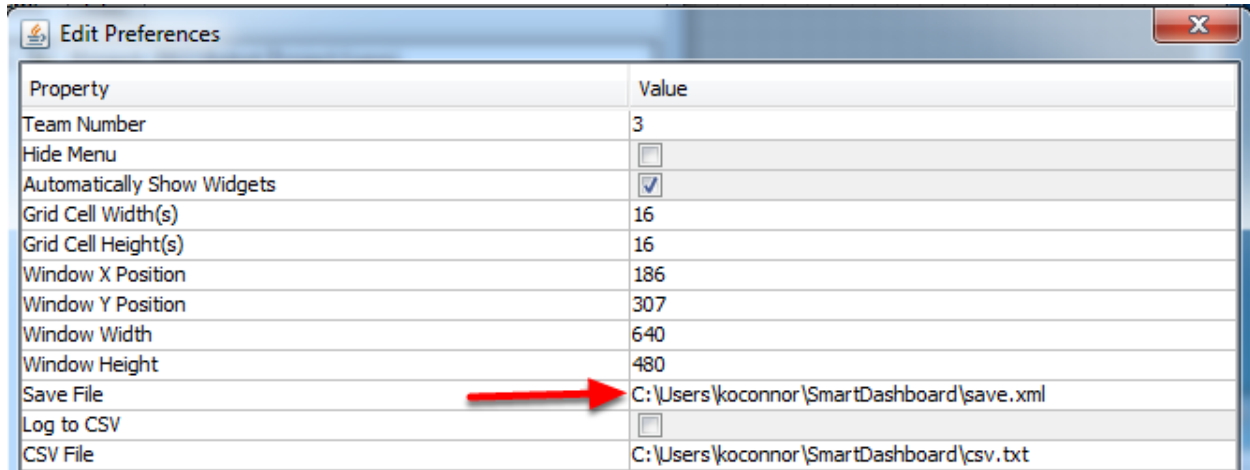 Edit Preferences
Property Value
Team Number 3
Hide Menu
Automatically Show Widgets
Grid Cell Width(s) 16
Grid Cell Height(s) 16
Window X Position 186
Window Y Position 307
Window Width 640
Window Height 480
Save File C:\Users\koconnor\SmartDashboard\save.xml
Log to CSV
CSV File C:\Users\koconnor\SmartDashboard\csv.txt